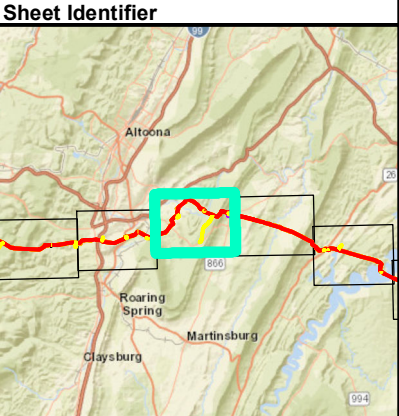 Sheet Identifier
99
Altoona
26
866
Roaring
Spring
Martinsburg
Claysburg
994